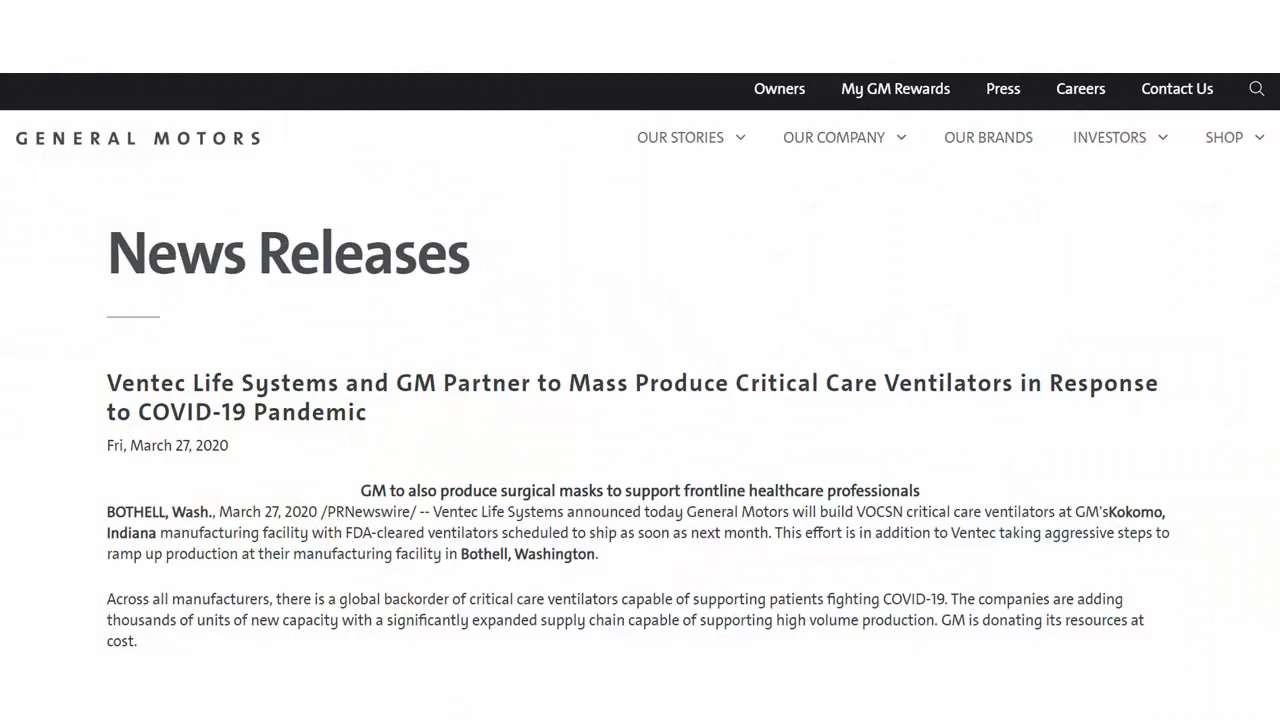 Owners My GM Rewards Press Careers Contact Us
GENERAL MOTORS OUR STORIES OUR COMPANY OUR BRANDS INVESTORS SHOP
News Releases
Ventec Life Systems and GM Partner to Mass Produce Critical Care Ventilators in Response
to COVID-19 Pandemic
Fri, March 27, 2020
GM to also produce surgical masks to support frontline healthcare professionals
BOTHELL, Wash., March 27, 2020 /PRNewswire/ -- Ventec Life Systems announced today General Motors will build VOCSN critical care ventilators at GM'sKokomo,
Indiana manufacturing facility with FDA-cleared ventilators scheduled to ship as soon as next month. This effort is in addition to Ventec taking aggressive steps to
ramp up production at their manufacturing facility in Bothell, Washington.
Across all manufacturers, there is a global backorder of critical care ventilators capable of supporting patients fighting COVID-19. The companies are adding
thousands of units of new capacity with a significantly expanded supply chain capable of supporting high volume production. GM is donating its resources at
cost.